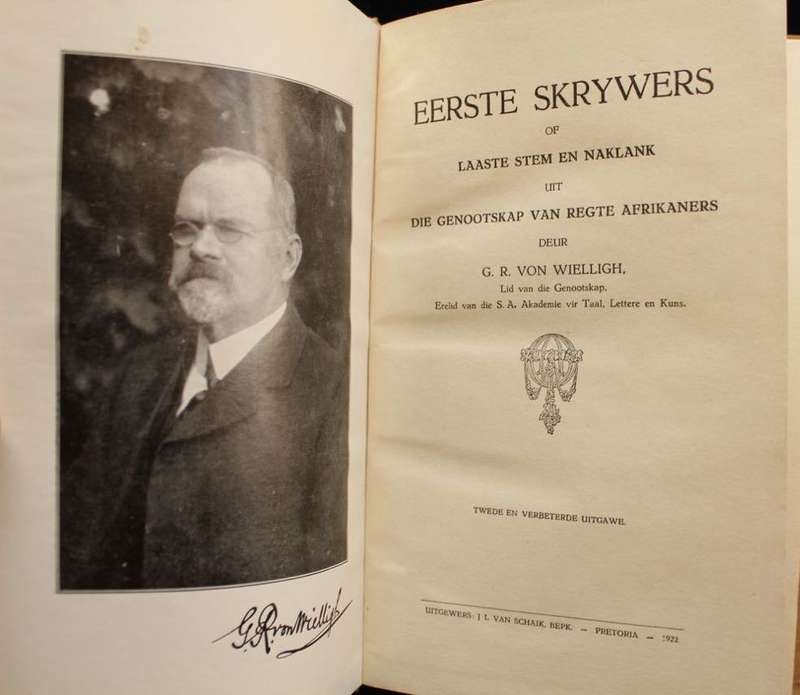 G. R. von Wielligh
EERSTE SKRYWERS
OF
LAASTE STEM EN NAKLANK
UIT
DIE GENOOTSKAP VAN REGTE AFRIKANERS
DEUR
G. R. VON WIELLIGH,
Lid van die Genootskap,
Erelid van die S. A. Akademie vir Taal, Lettere en Kuns.
TWEDE EN VERBETERDE UITGAWE.
UITGEWERS: J L. VAN SCHAIK, BEPK. — PRETORIA — 1922